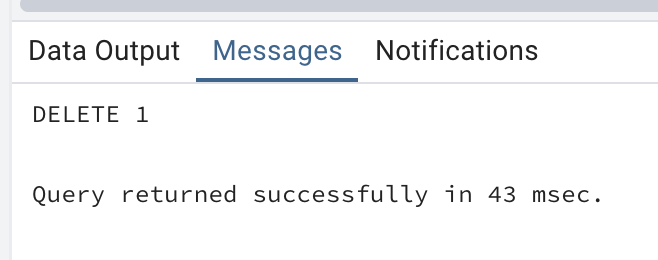 Data Output Messages Notifications
DELETE 1
Query returned successfully in 43 msec.